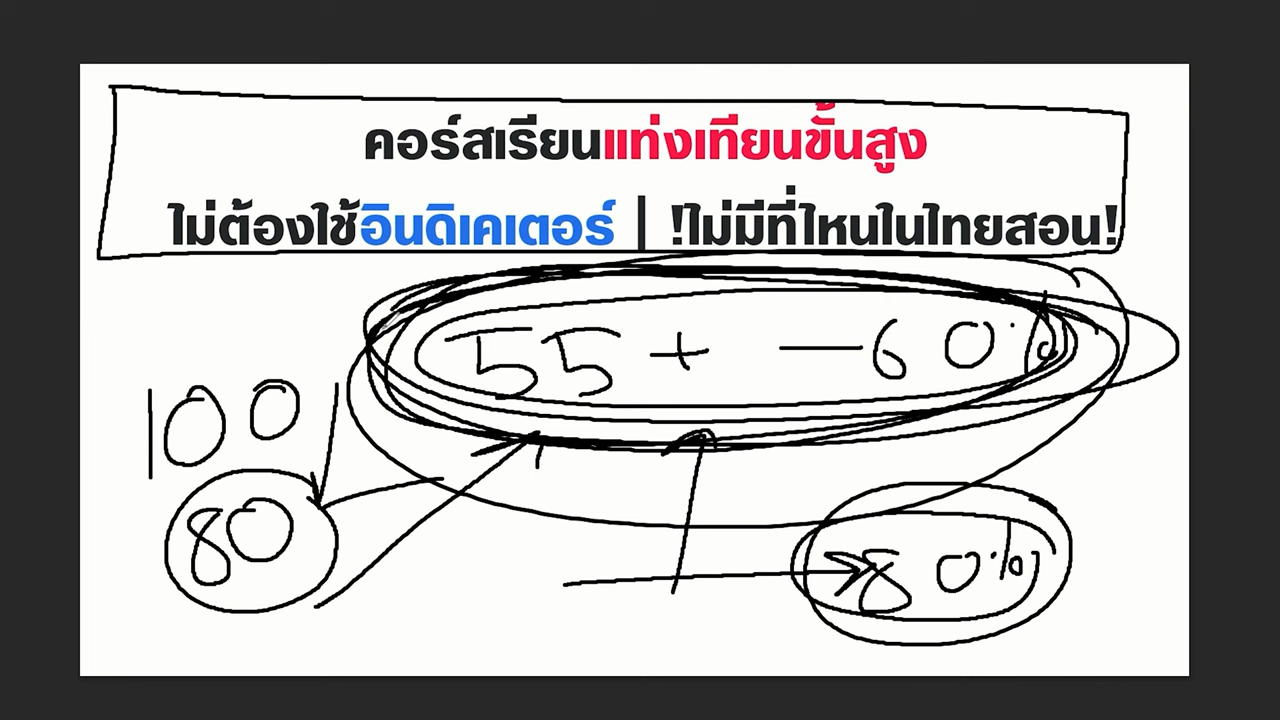 คอร์สเรียนแท่งเทียนขั้นสูง
ไม่ต้องใช้อินดิเคเตอร์ | !ไม่มีที่ไหนในไทยสอน!
55+ - 60%
100
80
80%